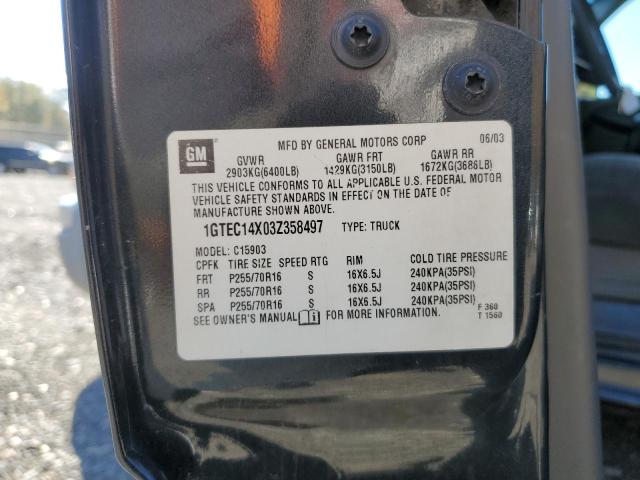 GM
MFD BY GENERAL MOTORS CORP 06/03
GVWR GAWR FRT GAWR RR
2903KG(6400LB) 1429KG(3150LB) 1672KG(3686LB)
THIS VEHICLE CONFORMS TO ALL APPLICABLE U.S. FEDERAL MOTOR
VEHICLE SAFETY STANDARDS IN EFFECT ON THE DATE OF
MANUFACTURE SHOWN ABOVE.
1GTEC14X03Z358497 TYPE: TRUCK
MODEL: C15903
CPFK TIRE SIZE SPEED RTG RIM COLD TIRE PRESSURE
FRT P255/70R16 S 16X6.5J 240KPA(35PSI)
RR P255/70R16 S 16X6.5J 240KPA(35PSI)
SPA P255/70R16 S 16X6.5J 240KPA(35PSI)
SEE OWNER'S MANUAL i FOR MORE INFORMATION. F 360
T 1560